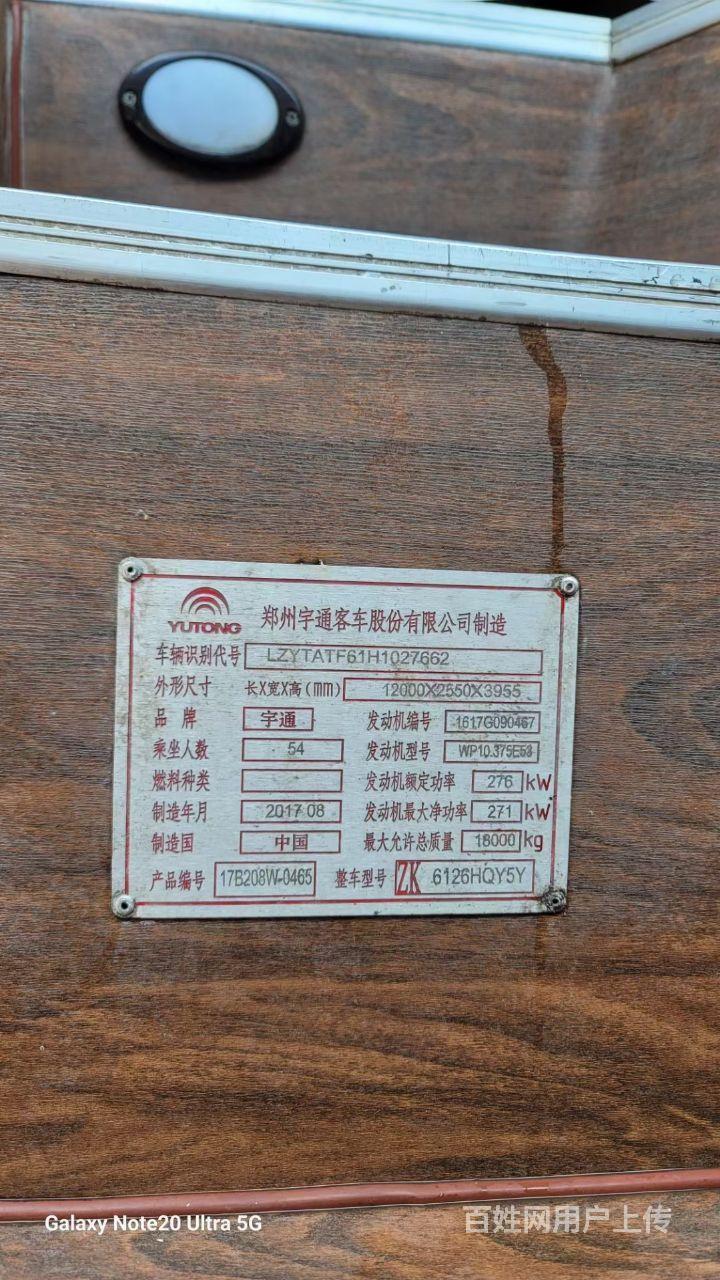 YUTONG 郑州宇通客车股份有限公司制造
车辆识别代号 LZYTATF61H1027662
外形尺寸 长X宽X高(mm) 12000X2550X3955
品 牌 宇通 发动机编号 1617G090467
乘坐人数 54 发动机型号 WP10.375E53
燃料种类 发动机额定功率 276 kW
制造年月 2017 08 发动机最大净功率 271 kW
制造国 中国 最大允许总质量 18000 kg
产品编号 17B208W-0465 整车型号 ZK 6126HQY5Y
Galaxy Note20 Ultra 5G 百姓网用户上传